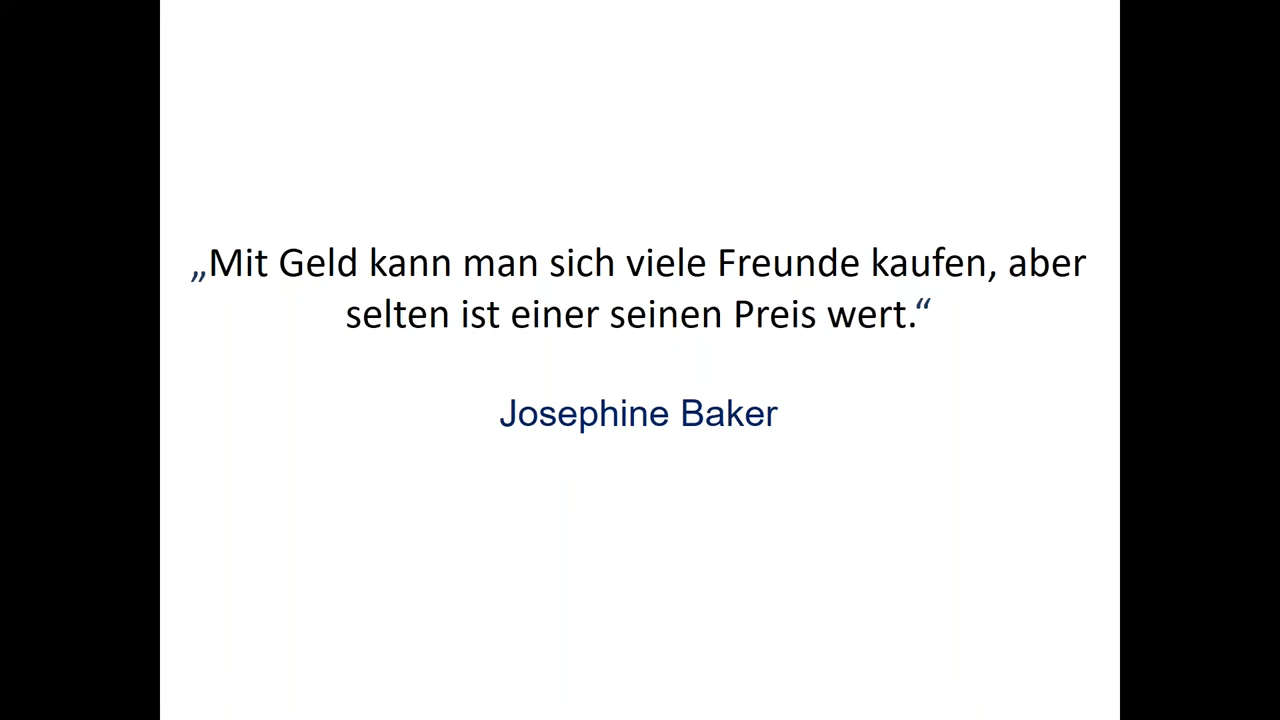 „Mit Geld kann man sich viele Freunde kaufen, aber
selten ist einer seinen Preis wert.“
Josephine Baker